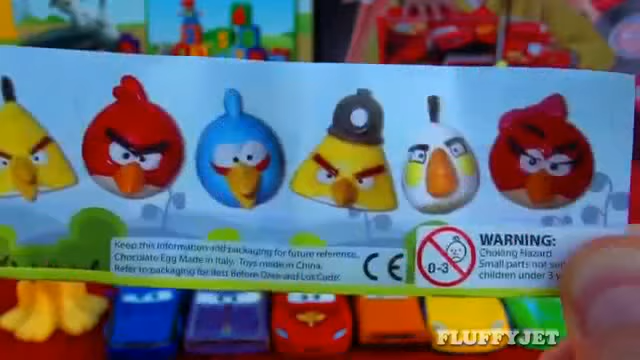 Keep this information and packaging for future reference.
Chocolate Egg Made in Italy. Toys made in China.
Refer to packaging for Best Before Date and Lot Code.
CE
0-3
WARNING:
Choking Hazard
Small parts not
children under 3
FLUFFYJET